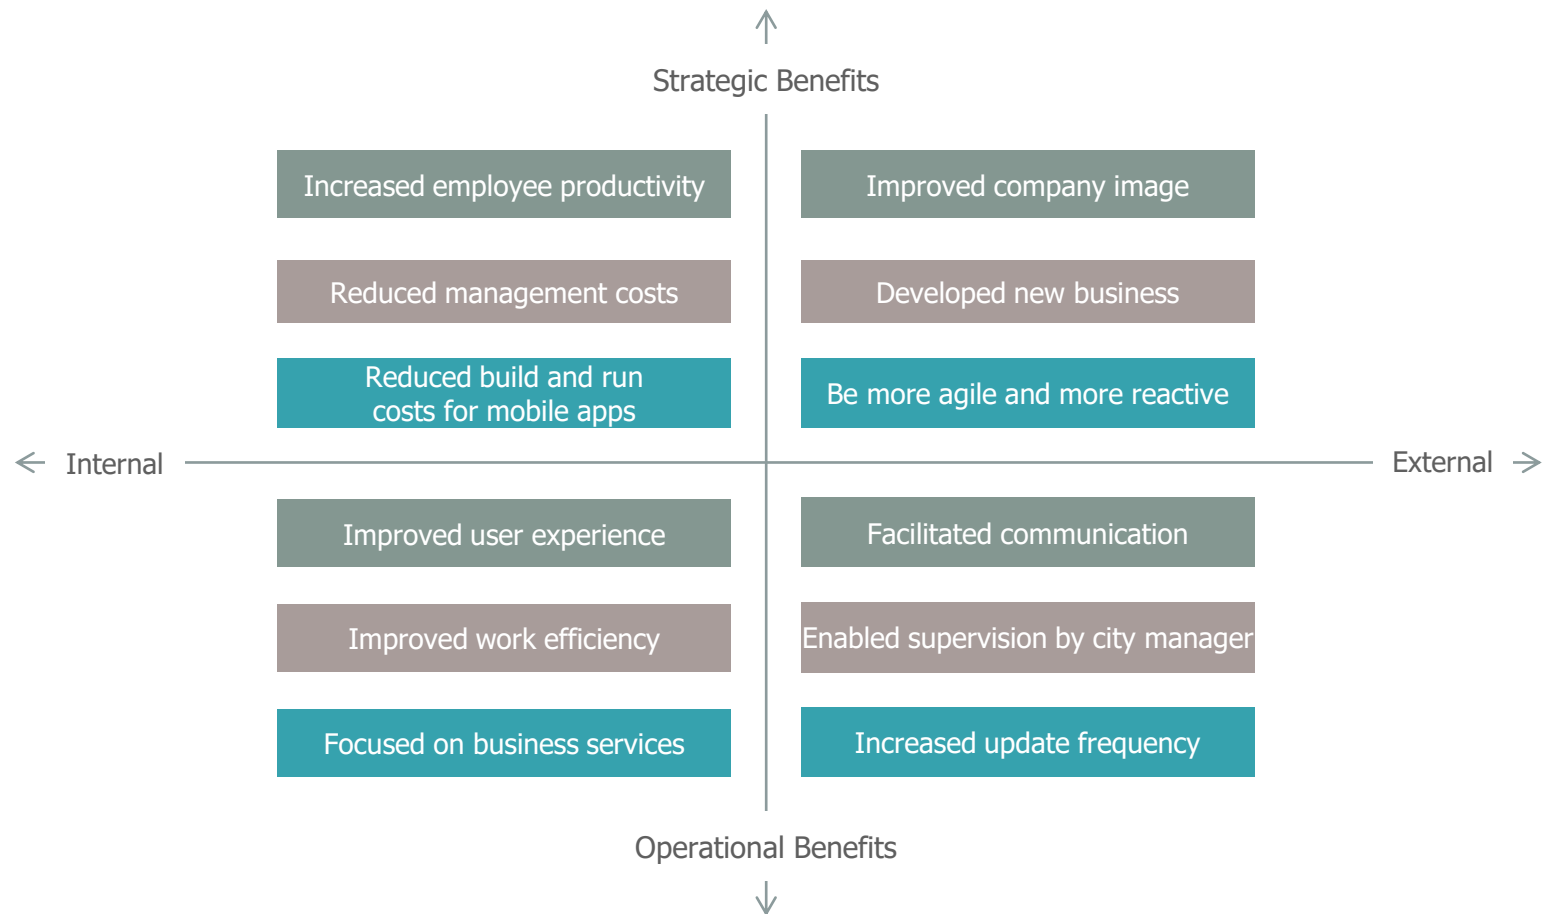 Strategic Benefits
Increased employee productivity
Improved company image
Reduced management costs
Developed new business
Reduced build and run
costs for mobile apps
Be more agile and more reactive
Internal
External
Improved user experience
Facilitated communication
Improved work efficiency
Enabled supervision by city manager
Focused on business services
Increased update frequency
Operational Benefits